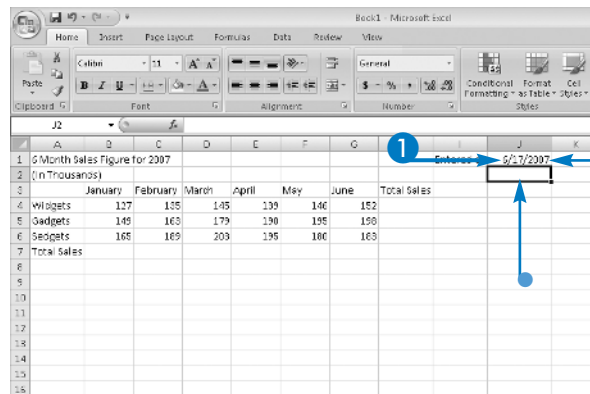 Book1 - Microsoft Excel
Home Insert Page Layout Formulas Data Review View
Calibri 11 A A General
Paste B I U A $ % , Conditional Formatting Format as Table Cell Styles
Clipboard Font Alignment Number Styles
J2 fx
A B C D E F G I J K
1 6 Month Sales Figure for 2007 1 Entered 6/17/2007
2 (In Thousands)
3 January February March April May June Total Sales
4 Widgets 127 135 145 139 146 152
5 Gadgets 149 163 179 190 195 198
6 Sedgets 165 189 203 195 186 183
7 Total Sales
8
9
10
11
12
13
14
15
16